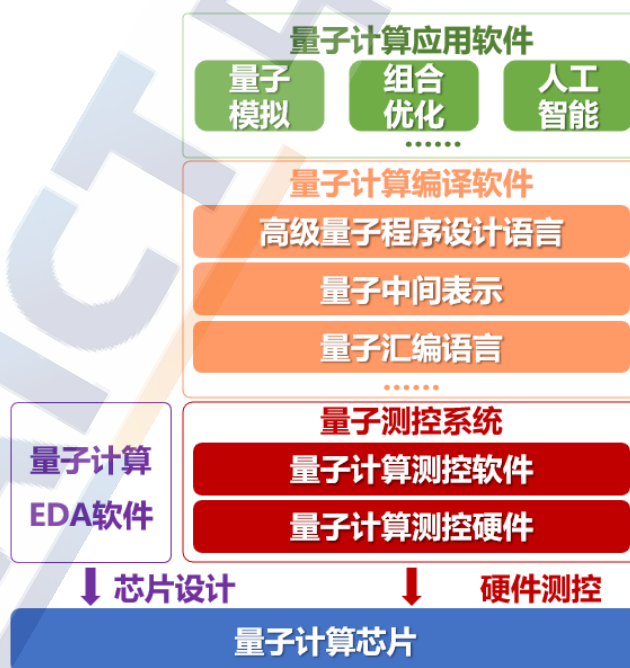 量子计算应用软件
量子
模拟
组合
优化
人工
智能
······
量子计算编译软件
高级量子程序设计语言
量子中间表示
量子汇编语言
······
量子测控系统
量子计算测控软件
量子计算测控硬件
量子计算
EDA软件
芯片设计
硬件测控
量子计算芯片